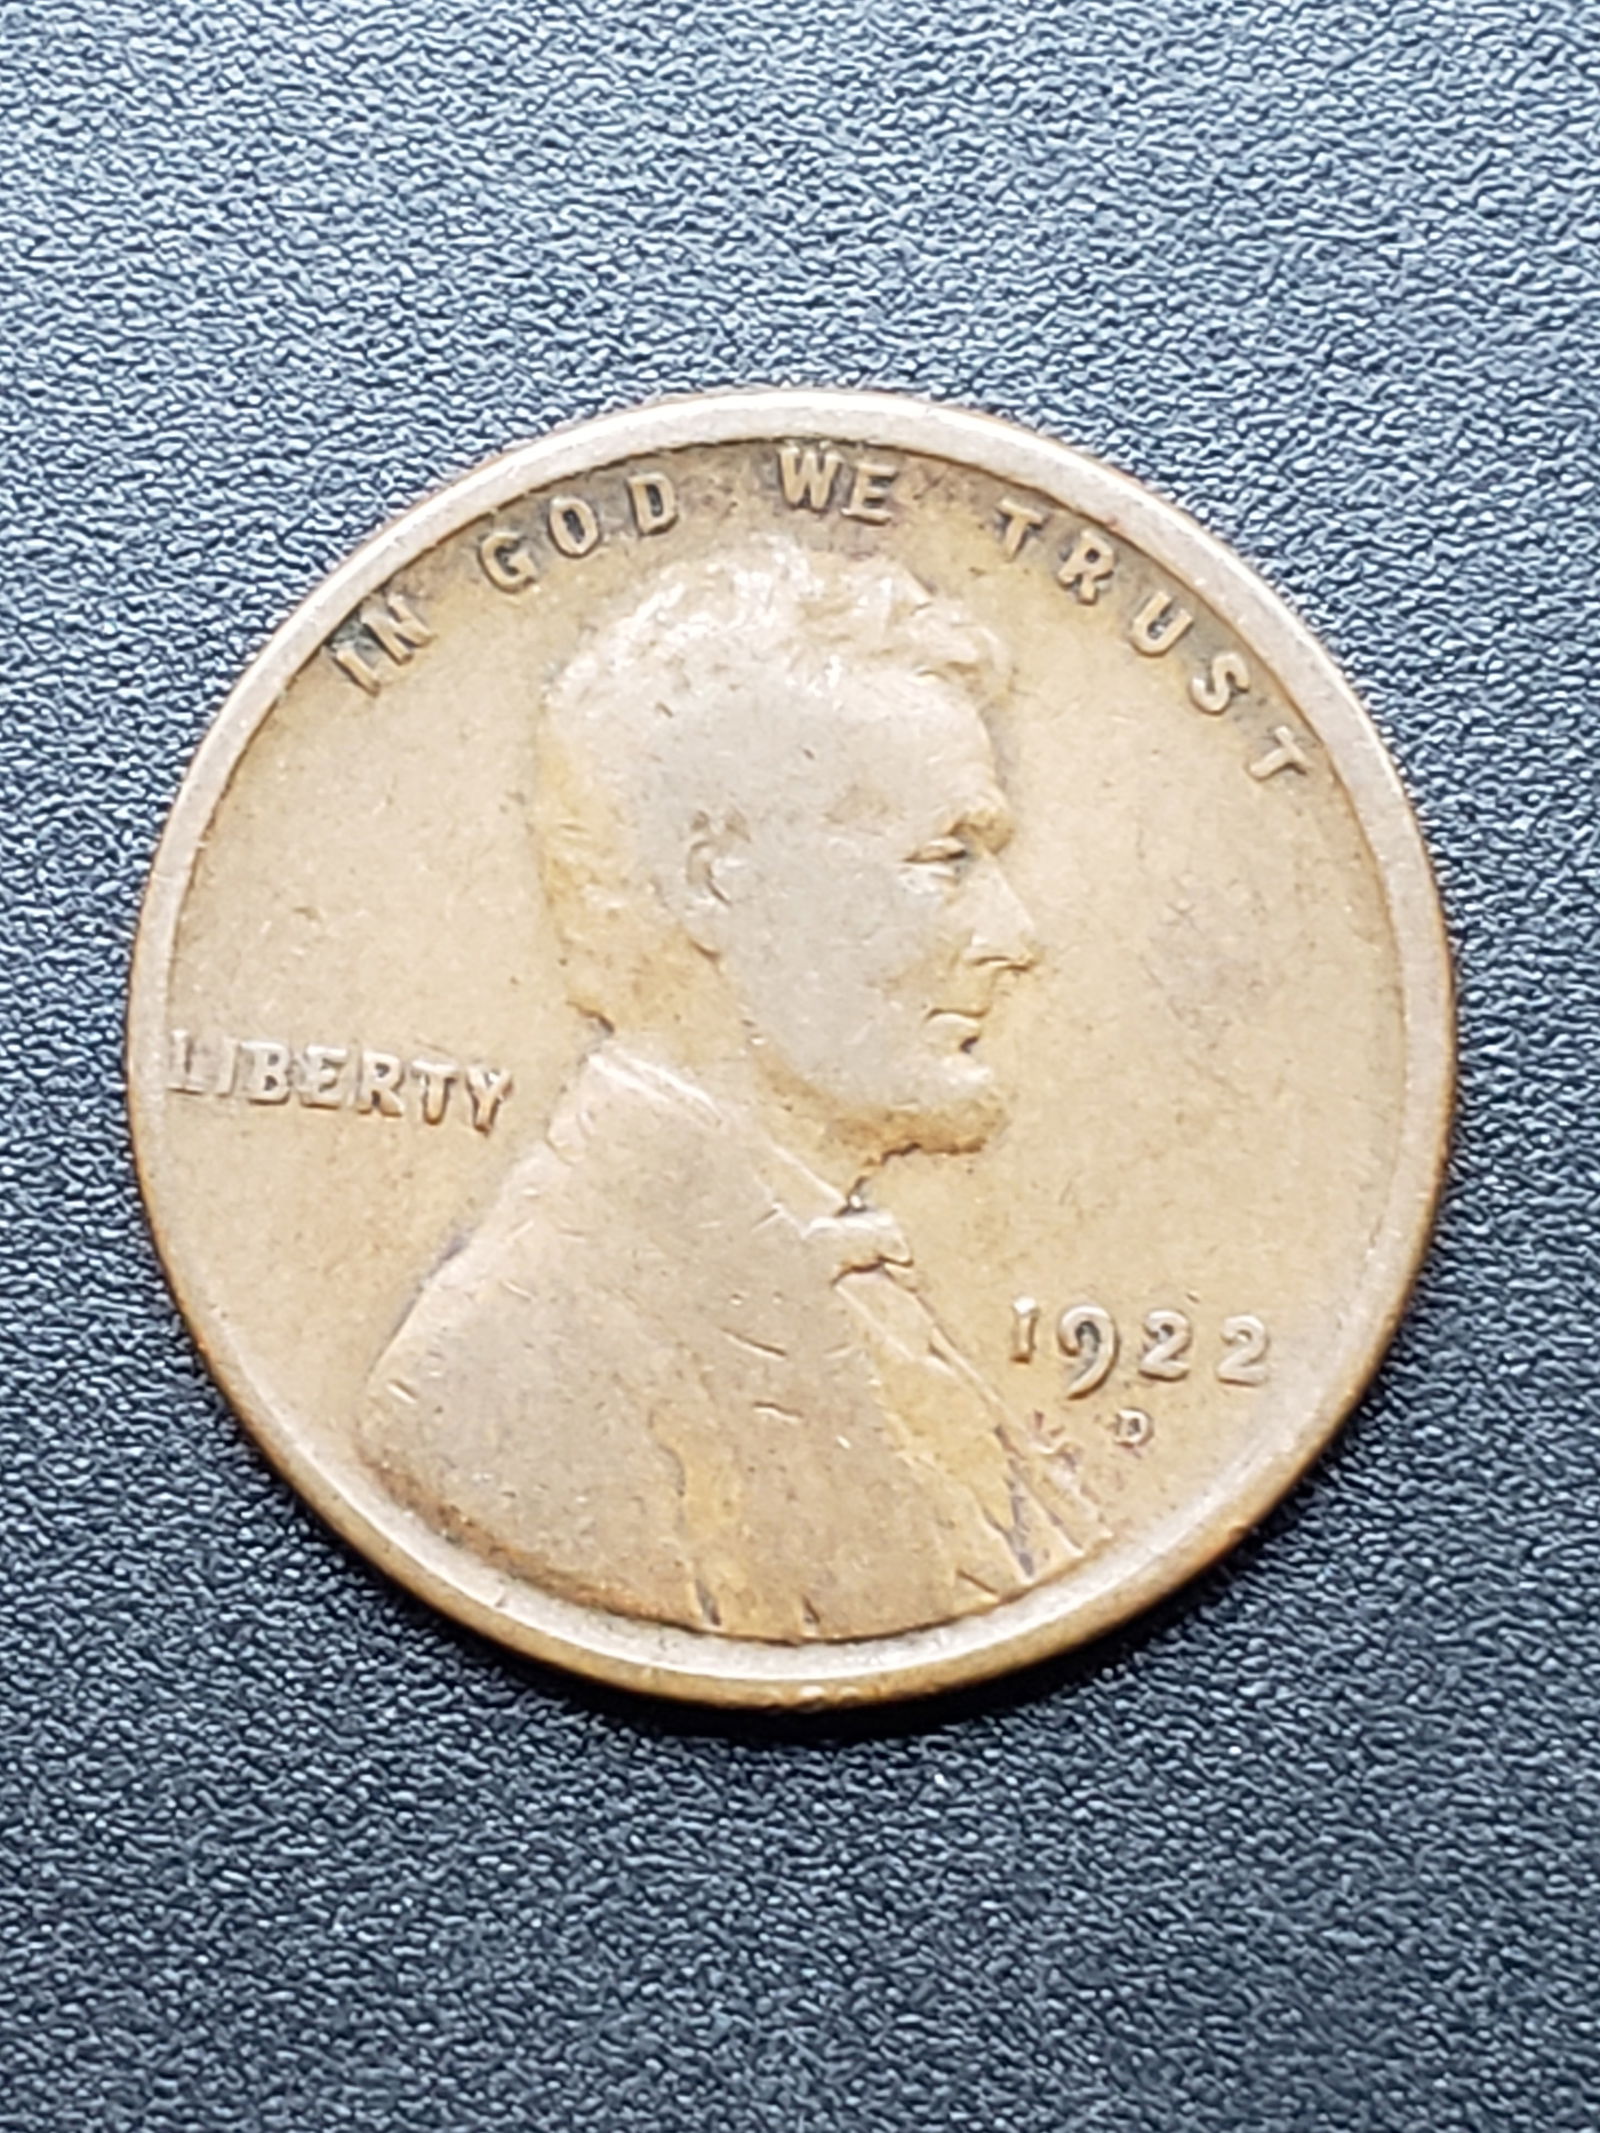 IN GOD WE TRUST
LIBERTY
1922
D